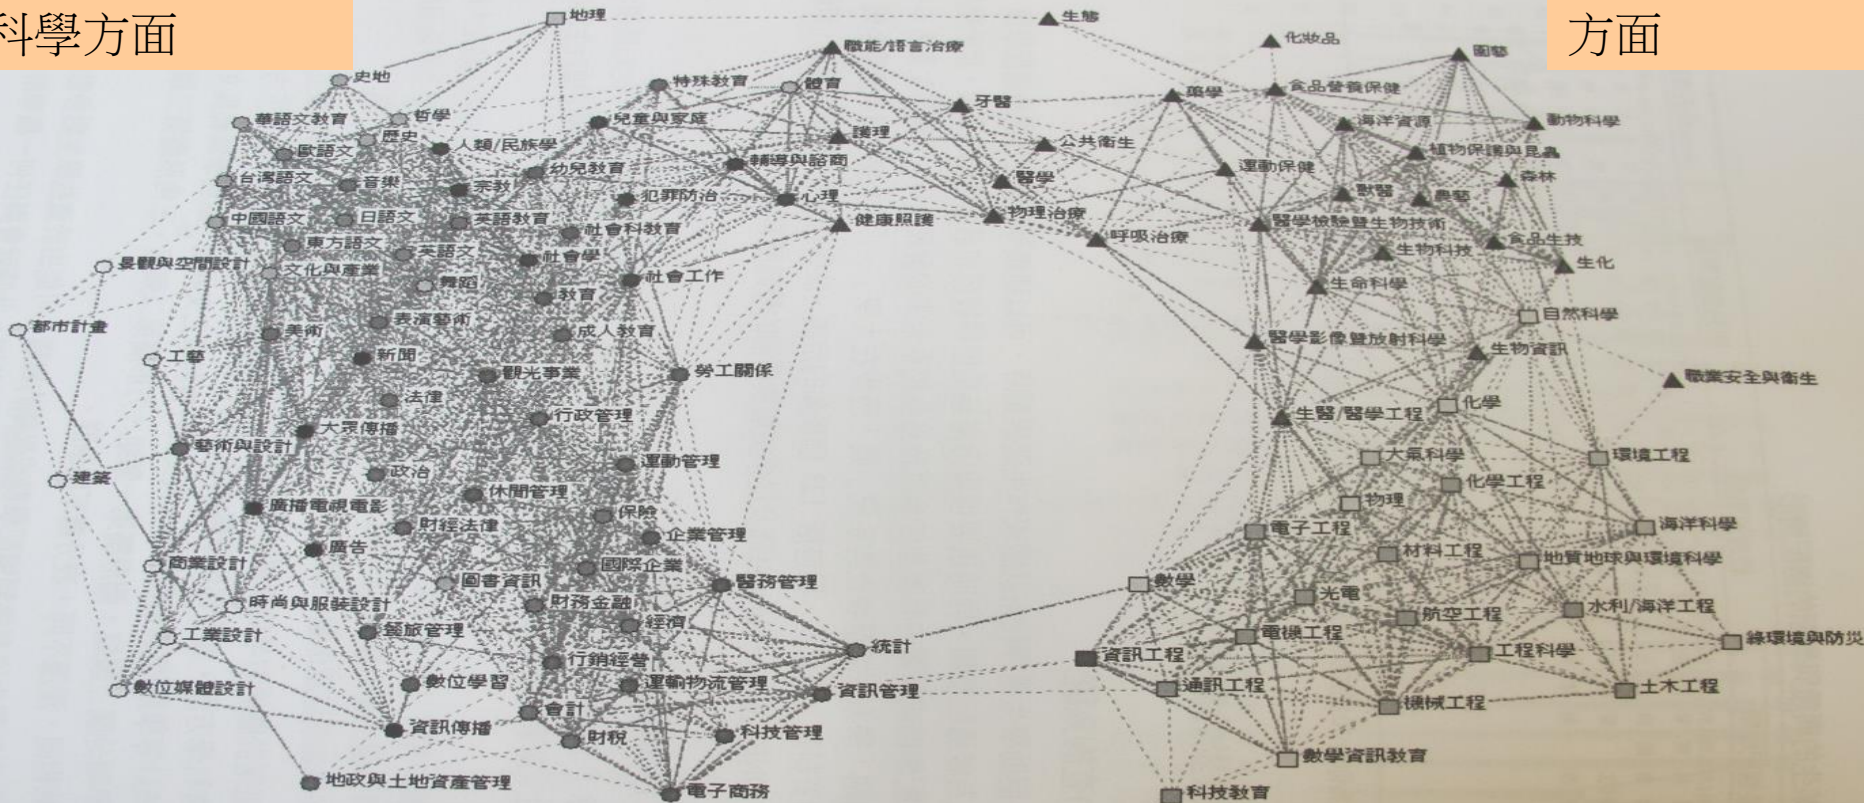 科學方面
方面
地理
生態
化妝品
職能/語言治療
園藝
史地
特殊教育
體育
食品營養保健
藥學
牙醫
華語文教育
哲學
兒童與家庭
海洋資源
動物科學
歷史
人類/民族學
護理
公共衛生
歐語文
輔導與諮商
植物保護與昆蟲
幼兒教育
運動保健
台灣語文
音樂
宗教
醫學
森林
犯罪防治
心理
獸醫
農藝
中國語文
日語文
英語教育
健康照護
物理治療
醫學檢驗暨生物技術
社會科教育
呼吸治療
東方語文
英語文
社會學
生物科技
食品生技
景觀與空間設計
文化與產業
生化
舞蹈
社會工作
生命科學
教育
都市計畫
美術
表演藝術
成人教育
自然科學
工藝
新聞
醫學影像暨放射科學
生物資訊
觀光事業
勞工關係
職業安全與衛生
法律
行政管理
生醫/醫學工程
化學
大眾傳播
藝術與設計
大氣科學
環境工程
建築
政治
運動管理
休閒管理
化學工程
廣播電視電影
物理
財經法律
保險
電子工程
海洋科學
廣告
企業管理
材料工程
商業設計
國際企業
地質地球與環境科學
圖書資訊
醫務管理
數學
時尚與服裝設計
財務金融
光電
水利/海洋工程
工業設計
餐旅管理
經濟
航空工程
電機工程
統計
綠環境與防災
行銷經營
資訊工程
工程科學
數位媒體設計
數位學習
運輸物流管理
資訊管理
通訊工程
土木工程
會計
機械工程
資訊傳播
財稅
科技管理
數學資訊教育
地政與土地資產管理
電子商務
科技教育